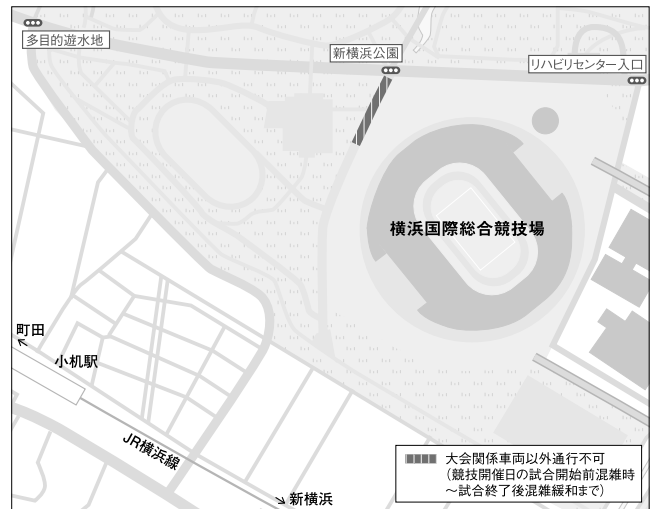 多目的遊水地
新横浜公園
リハビリセンター入口
横浜国際総合競技場
町田
小机駅
JR横浜線
新横浜
大会関係車両以外通行不可
（競技開催日の試合開始前混雑時
～試合終了後混雑緩和まで）